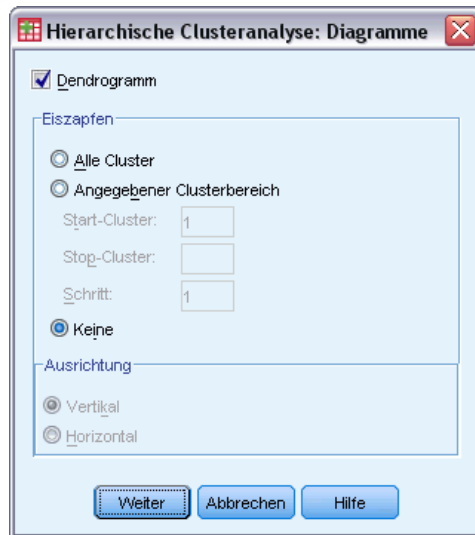 Hierarchische Clusteranalyse: Diagramme
Dendrogramm
Eiszapfen
Alle Cluster
Angegebener Clusterbereich
Start-Cluster: 1
Stop-Cluster:
Schritt: 1
Keine
Ausrichtung
Vertikal
Horizontal
Weiter Abbrechen Hilfe